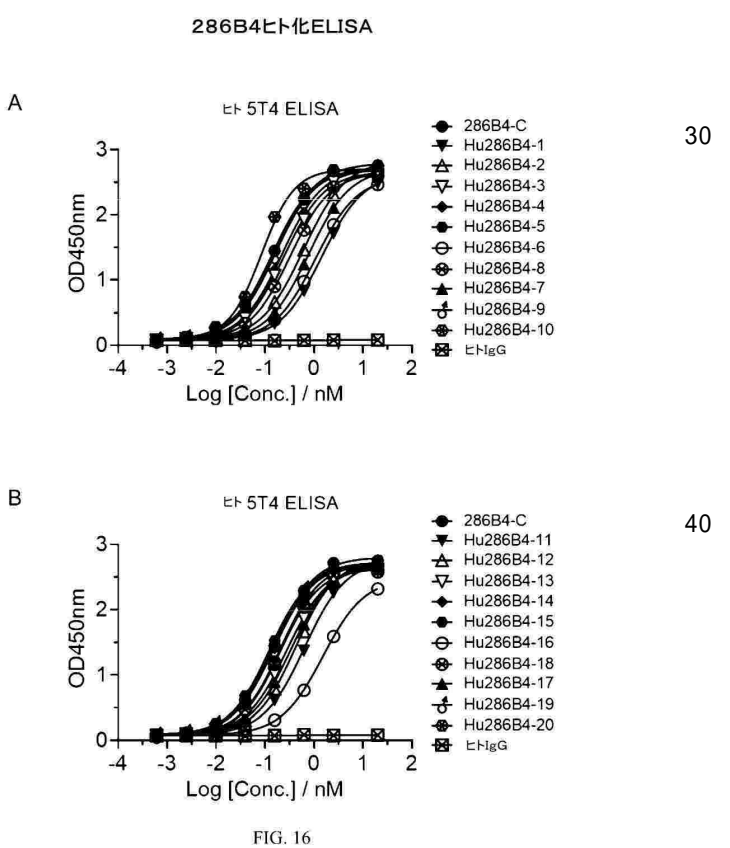 286B4ヒト化ELISA
A
ヒト 5T4 ELISA
286B4-C
Hu286B4-1
Hu286B4-2
Hu286B4-3
Hu286B4-4
Hu286B4-5
Hu286B4-6
Hu286B4-8
Hu286B4-7
Hu286B4-9
Hu286B4-10
ヒトIgG
30
3
2
1
0
OD450nm
-4 -3 -2 -1 0 1 2
Log [Conc.] / nM
B
ヒト 5T4 ELISA
286B4-C
Hu286B4-11
Hu286B4-12
Hu286B4-13
Hu286B4-14
Hu286B4-15
Hu286B4-16
Hu286B4-18
Hu286B4-17
Hu286B4-19
Hu286B4-20
ヒトIgG
40
3
2
1
0
OD450nm
-4 -3 -2 -1 0 1 2
Log [Conc.] / nM
FIG. 16